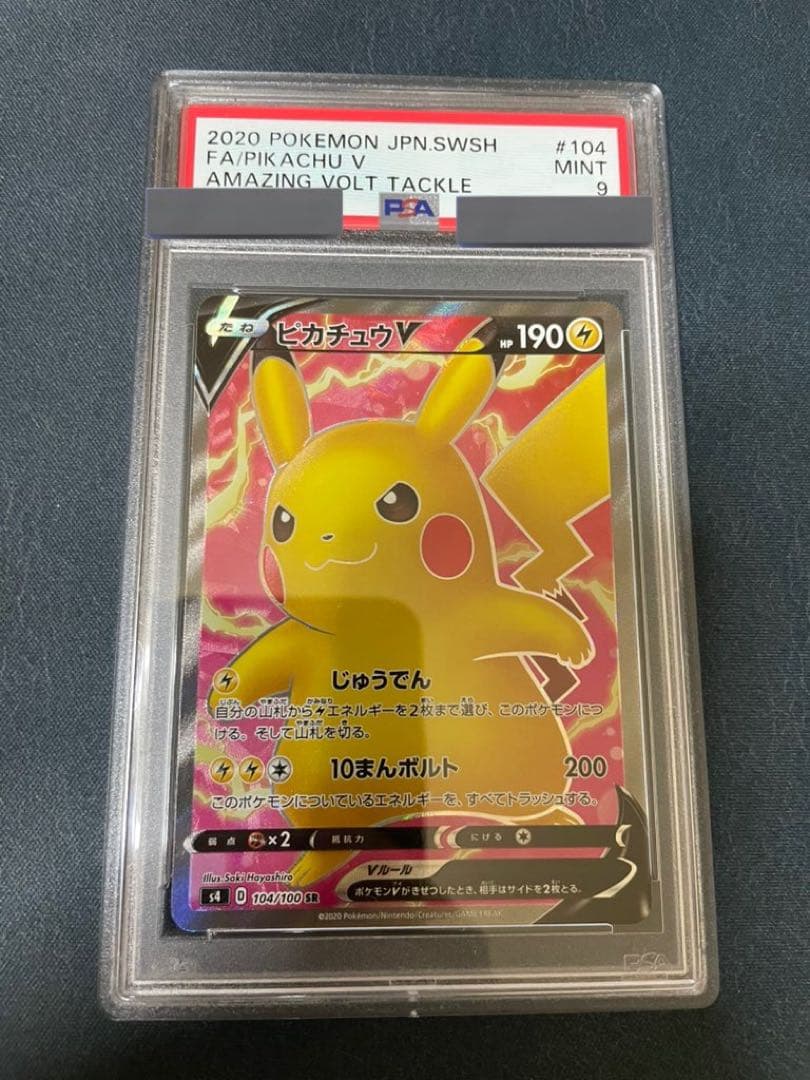 2020 POKEMON JPN.SWSH #104
FA/PIKACHU V MINT
AMAZING VOLT TACKLE 9
PSA
たね ピカチュウV HP 190
じゅうでん
自分の山札からエネルギーを2枚まで選び、このポケモンにつ
ける。そして山札を切る。
10まんボルト 200
このポケモンについているエネルギーを、すべてトラッシュする。
弱点 ×2 抵抗力 にげる
Vルール
ポケモンVがきぜつしたとき、相手はサイドを2枚とる。
Illus. Saki Hayashiro
s4 D 104/100 SR
©2020 Pokémon/Nintendo/Creatures/GAME FREAK
PSA